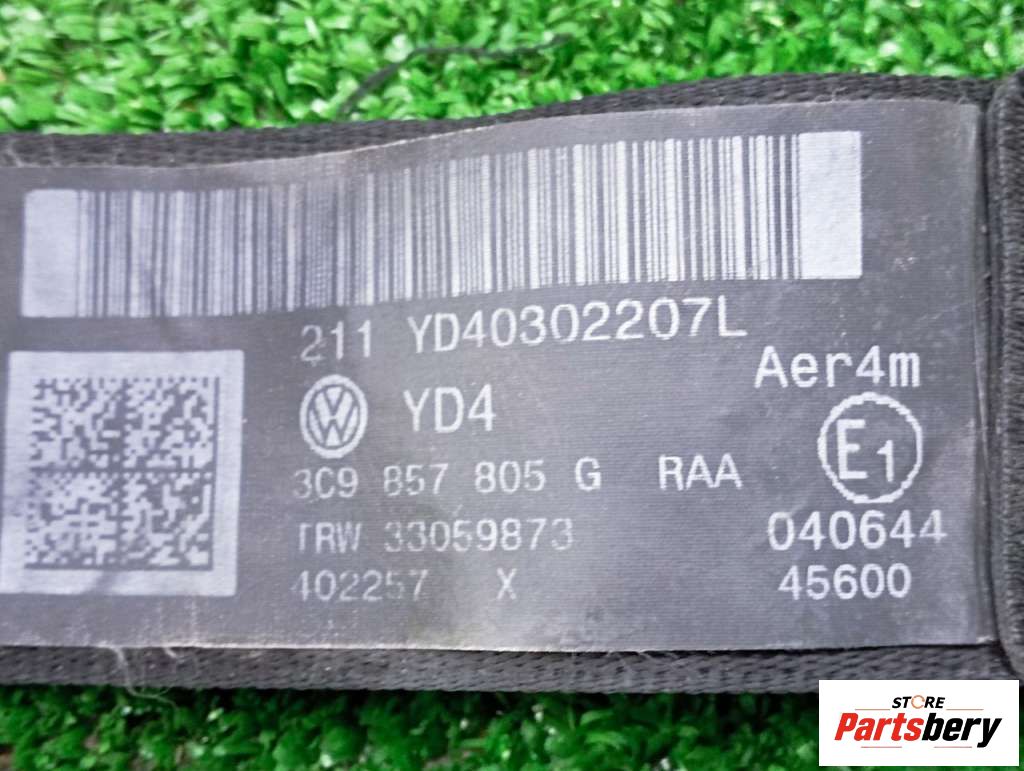 211 YD40302207L
Aer4m
YD4
E1
3C9 857 805 G RAA
TRW 33059873
040644
402257 X
45600
STORE
Partsbery